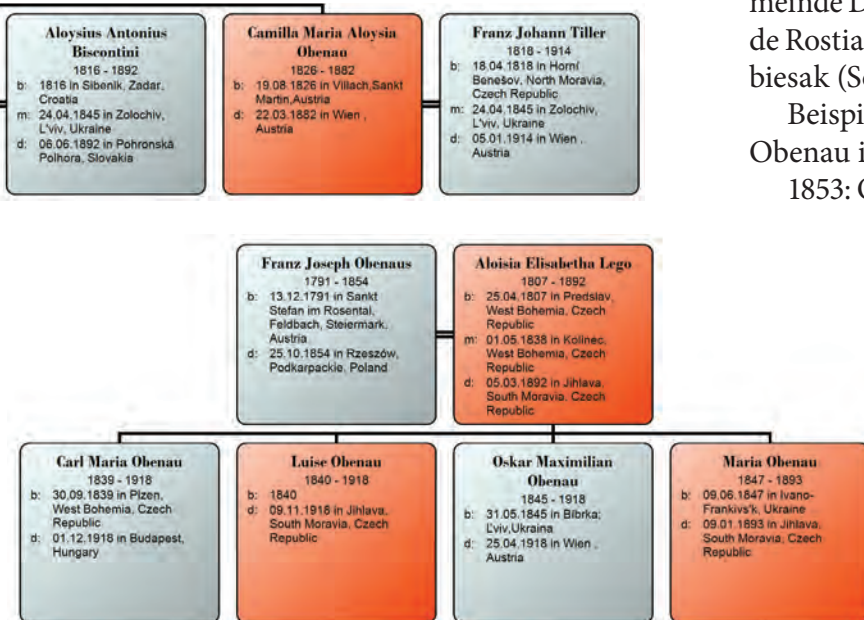 Aloysius Antonius
Biscontini
1816 - 1892
b: 1816 in Sibenik, Zadar,
Croatia
m: 24.04.1845 in Zolochiv,
L'viv, Ukraine
d: 06.06.1892 in Pohronská
Polhora, Slovakia
Camilla Maria Aloysia
Obenau
1826 - 1882
b: 19.08.1826 in Villach,Sankt
Martin,Austria
d: 22.03.1882 in Wien ,
Austria
Franz Johann Tiller
1818 - 1914
b: 18.04.1818 in Horní
Benešov, North Moravia,
Czech Republic
m: 24.04.1845 in Zolochiv,
L'viv, Ukraine
d: 05.01.1914 in Wien ,
Austria
de Rostia
biesak (S
Beispi
Obenau i
1853:
Franz Joseph Obenaus
1791 - 1854
b: 13.12.1791 in Sankt
Stefan im Rosental,
Feldbach, Steiermark,
Austria
d: 25.10.1854 in Rzeszów,
Podkarpackie, Poland
Aloisia Elisabetha Lego
1807 - 1892
b: 25.04.1807 in Predslav,
West Bohemia, Czech
Republic
m: 01.05.1838 in Kolinec,
West Bohemia, Czech
Republic
d: 05.03.1892 in Jihlava,
South Moravia, Czech
Republic
Carl Maria Obenau
1839 - 1918
b: 30.09.1839 in Plzen,
West Bohemia, Czech
Republic
d: 01.12.1918 in Budapest,
Hungary
Luise Obenau
1840 - 1918
b: 1840
d: 09.11.1918 in Jihlava,
South Moravia, Czech
Republic
Oskar Maximilian
Obenau
1845 - 1918
b: 31.05.1845 in Bibrka;
L'viv,Ukraina
d: 25.04.1918 in Wien ,
Austria
Maria Obenau
1847 - 1893
b: 09.06.1847 in Ivano-
Frankivs'k, Ukraine
d: 09.01.1893 in Jihlava,
South Moravia, Czech
Republic